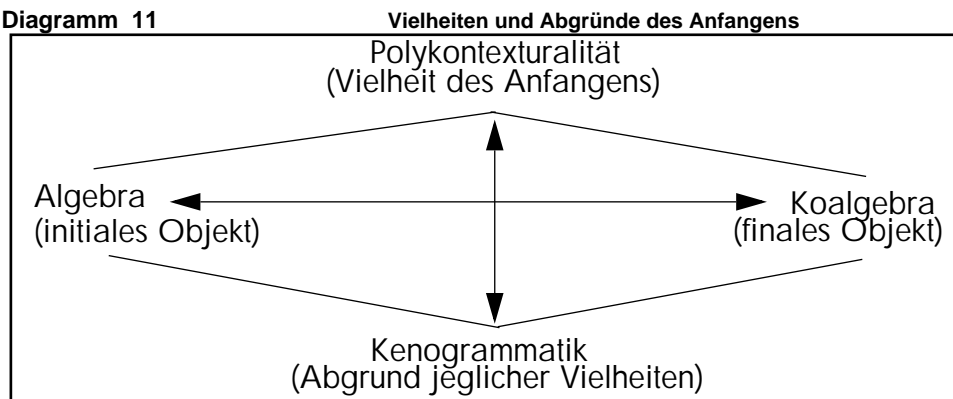 Diagramm 11 Vielheiten und Abgründe des Anfangens
Polykontexturalität
(Vielheit des Anfangens)
Algebra
(initiales Objekt)
Koalgebra
(finales Objekt)
Kenogrammatik
(Abgrund jeglicher Vielheiten)